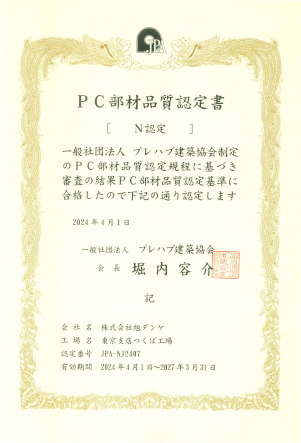 JPA
PC部材品質認定書
[ N認定 ]
一般社団法人 プレハブ建築協会制定
のPC部材品質認定規程に基づき
審査の結果PC部材品質認定基準に
合格したので下記の通り認定します
2024年4月1日
一般社団法人 プレハブ建築協会
会長 堀内容介
記
会社名 株式会社旭ダンケ
工場名 東京支店つくば工場
認定番号 JPA-NJ2407
有効期間 2024年4月1日～2027年3月31日